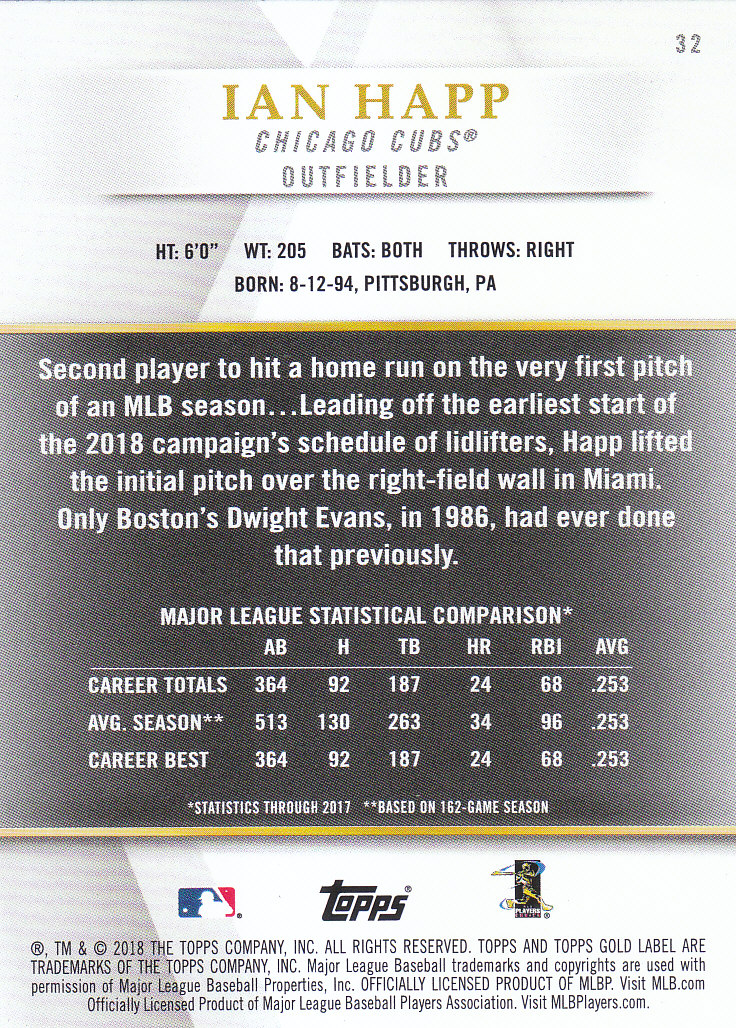 32
IAN HAPP
CHICAGO CUBS®
OUTFIELDER
HT: 6'0" WT: 205 BATS: BOTH THROWS: RIGHT
BORN: 8-12-94, PITTSBURGH, PA
Second player to hit a home run on the very first pitch
of an MLB season...Leading off the earliest start of
the 2018 campaign's schedule of lidlifters, Happ lifted
the initial pitch over the right-field wall in Miami.
Only Boston's Dwight Evans, in 1986, had ever done
that previously.
MAJOR LEAGUE STATISTICAL COMPARISON*
AB H TB HR RBI AVG
CAREER TOTALS 364 92 187 24 68 .253
AVG. SEASON** 513 130 263 34 96 .253
CAREER BEST 364 92 187 24 68 .253
*STATISTICS THROUGH 2017 **BASED ON 162-GAME SEASON
®
Topps®
PLAYERS
®
®, TM & © 2018 THE TOPPS COMPANY, INC. ALL RIGHTS RESERVED. TOPPS AND TOPPS GOLD LABEL ARE
TRADEMARKS OF THE TOPPS COMPANY, INC. Major League Baseball trademarks and copyrights are used with
permission of Major League Baseball Properties, Inc. OFFICIALLY LICENSED PRODUCT OF MLBP. Visit MLB.com
Officially Licensed Product of Major League Baseball Players Association. Visit MLBPlayers.com.